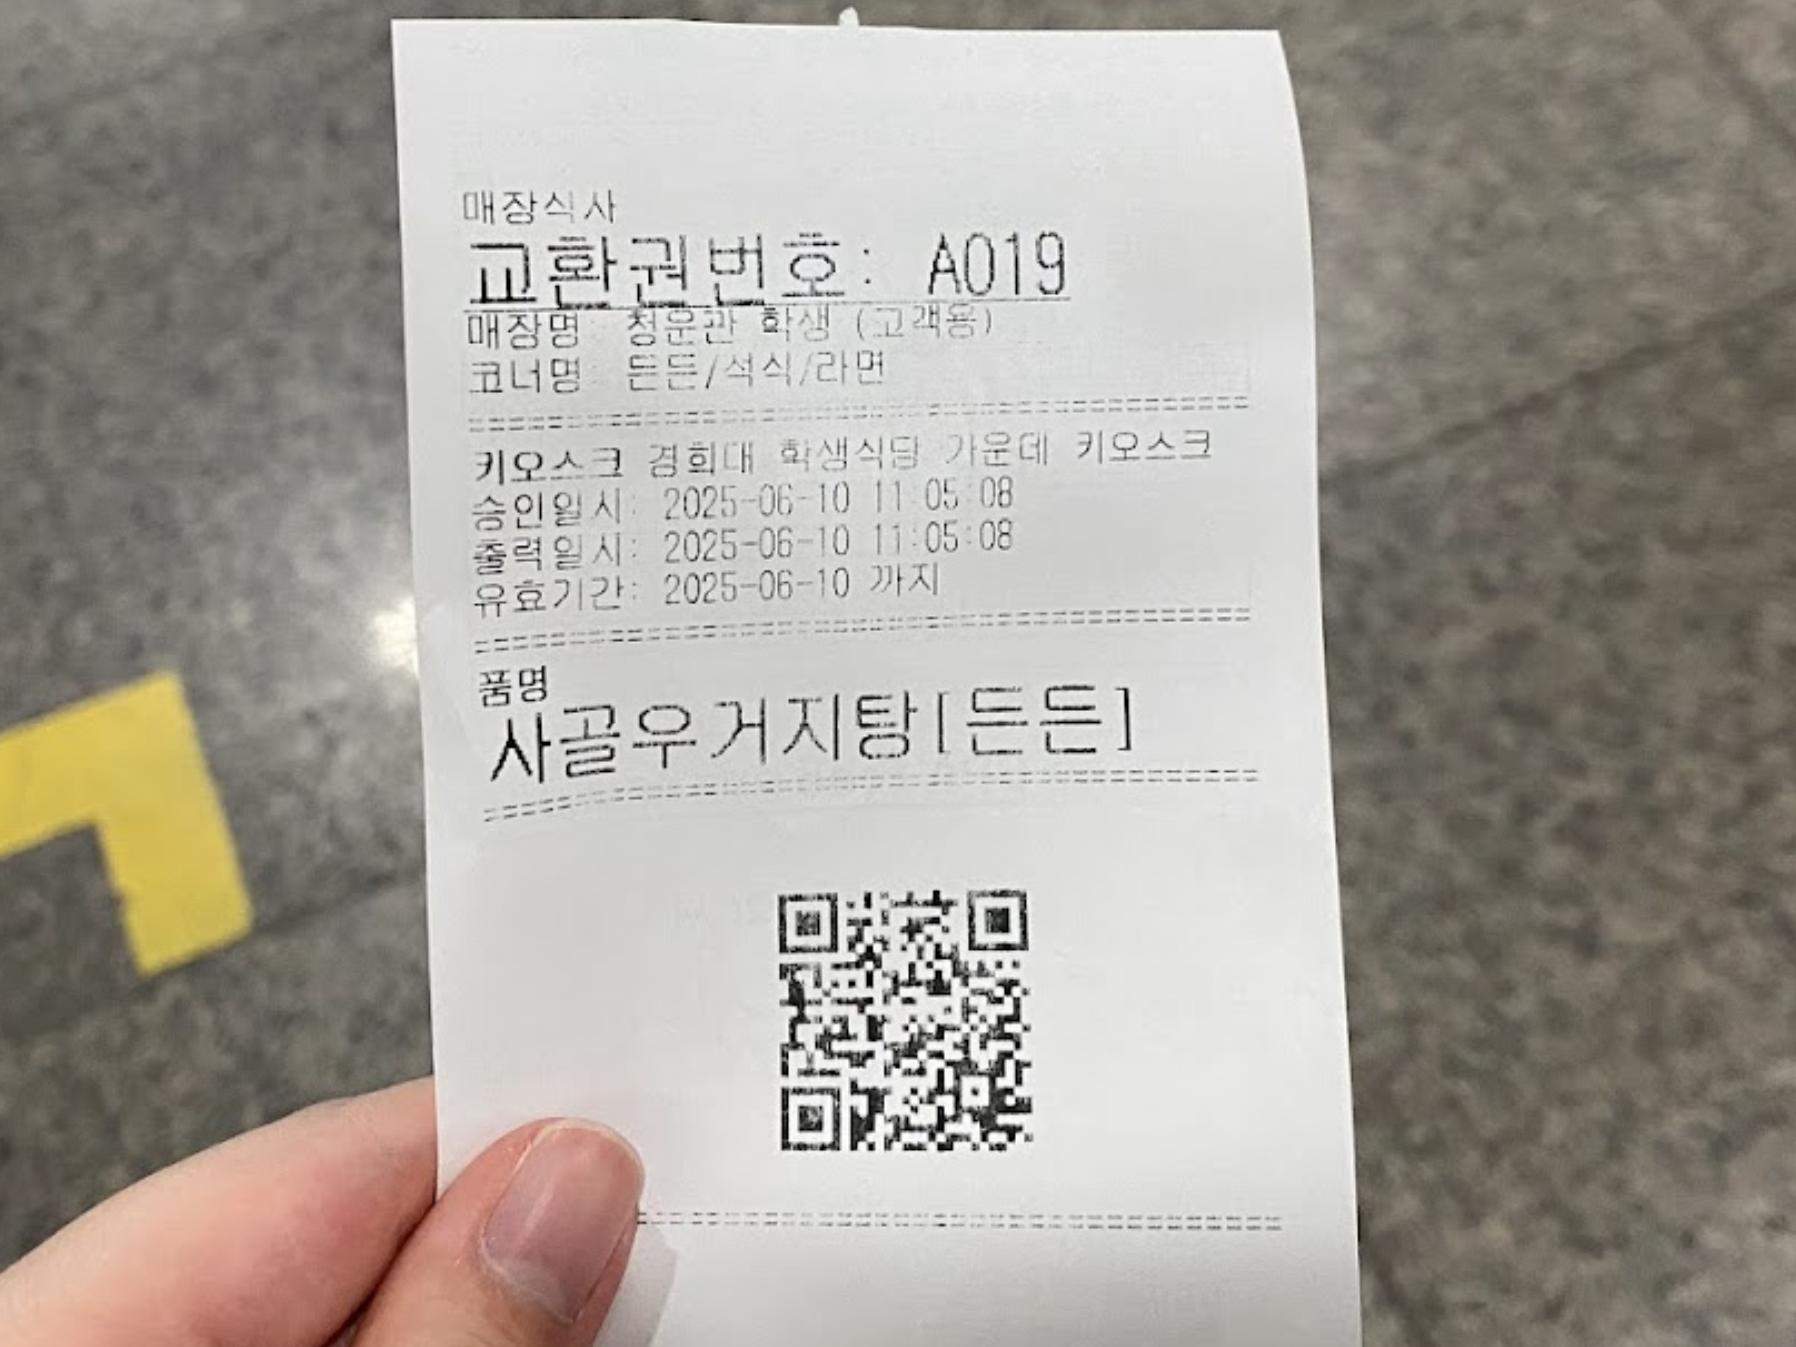 매장식사
교환권번호: A019
매장명: 청운관 학생 (고객용)
코너명: 든든/석식/라면
키오스크 경희대 학생식당 가운데 키오스크
승인일시: 2025-06-10 11:05:08
출력일시: 2025-06-10 11:05:08
유효기간: 2025-06-10 까지
품명
사골우거지탕[든든]